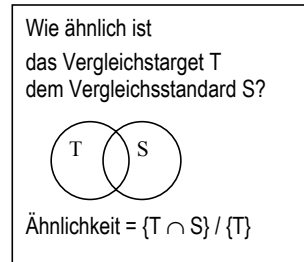 Wie ähnlich ist
das Vergleichstarget T
dem Vergleichsstandard S?
T S
Ähnlichkeit = {T ∩ S} / {T}